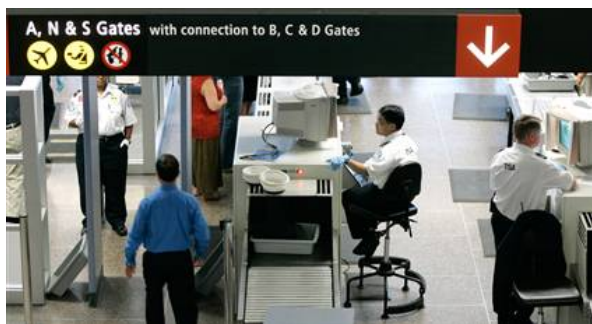 A, N & S Gates with connection to B, C & D Gates
TSA